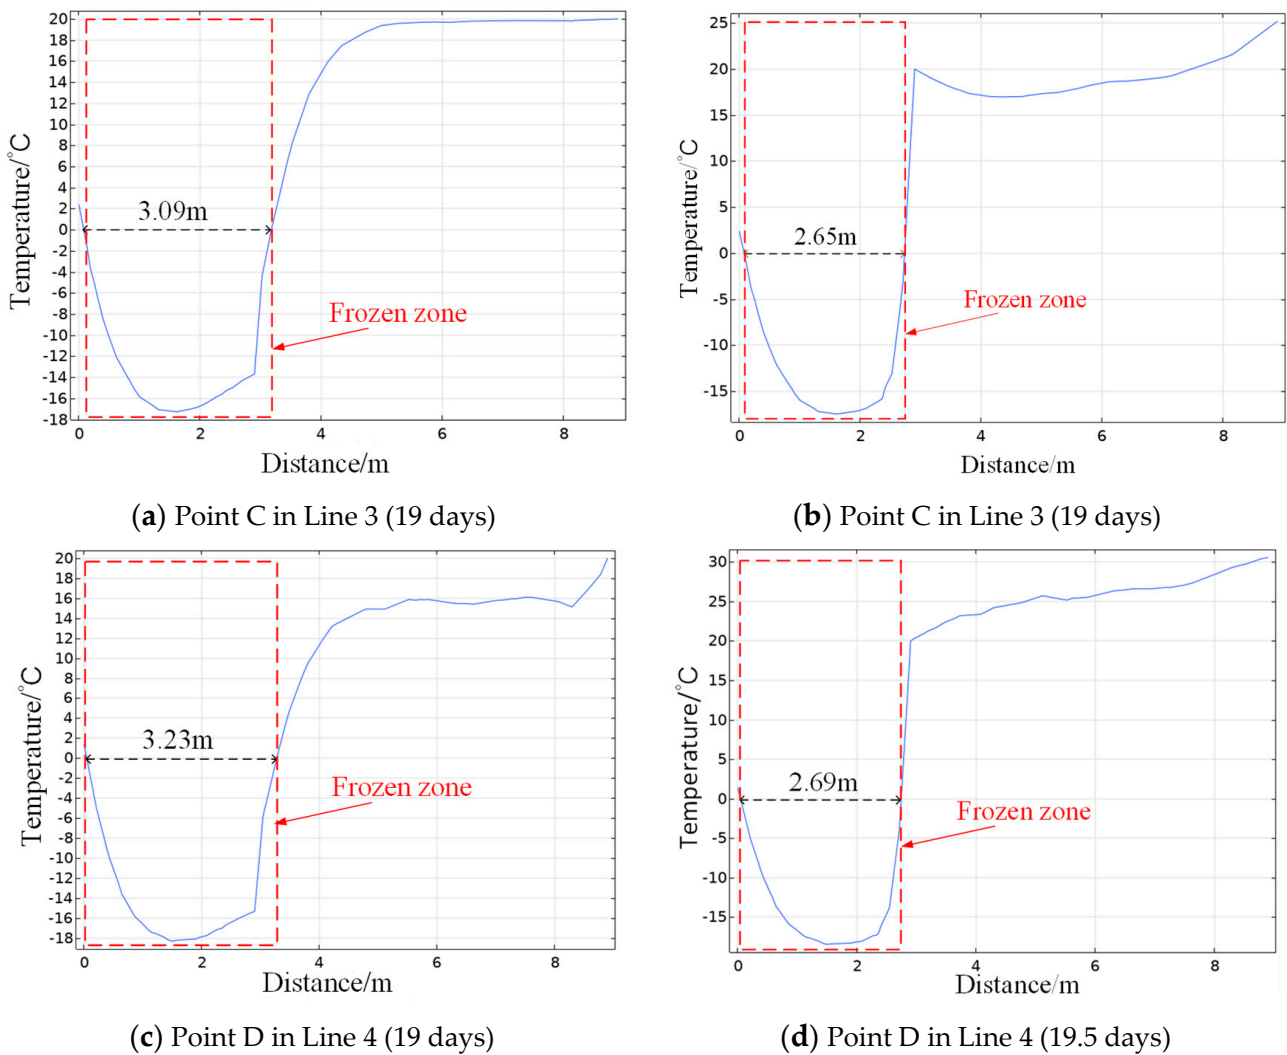 20
18
16
14
12
10
8
6
4
2
0
-2
-4
-6
-8
-10
-12
-14
-16
-18
Temperature/°C
3.09m
Frozen zone
0 2 4 6 8
Distance/m
(a) Point C in Line 3 (19 days)
25
20
15
10
5
0
-5
-10
-15
Temperature/°C
2.65m
Frozen zone
0 2 4 6 8
Distance/m
(b) Point C in Line 3 (19 days)
20
18
16
14
12
10
8
6
4
2
0
-2
-4
-6
-8
-10
-12
-14
-16
-18
Temperature/°C
3.23m
Frozen zone
0 2 4 6 8
Distance/m
(c) Point D in Line 4 (19 days)
30
25
20
15
10
5
0
-5
-10
-15
Temperature/°C
2.69m
Frozen zone
0 2 4 6 8
Distance/m
(d) Point D in Line 4 (19.5 days)